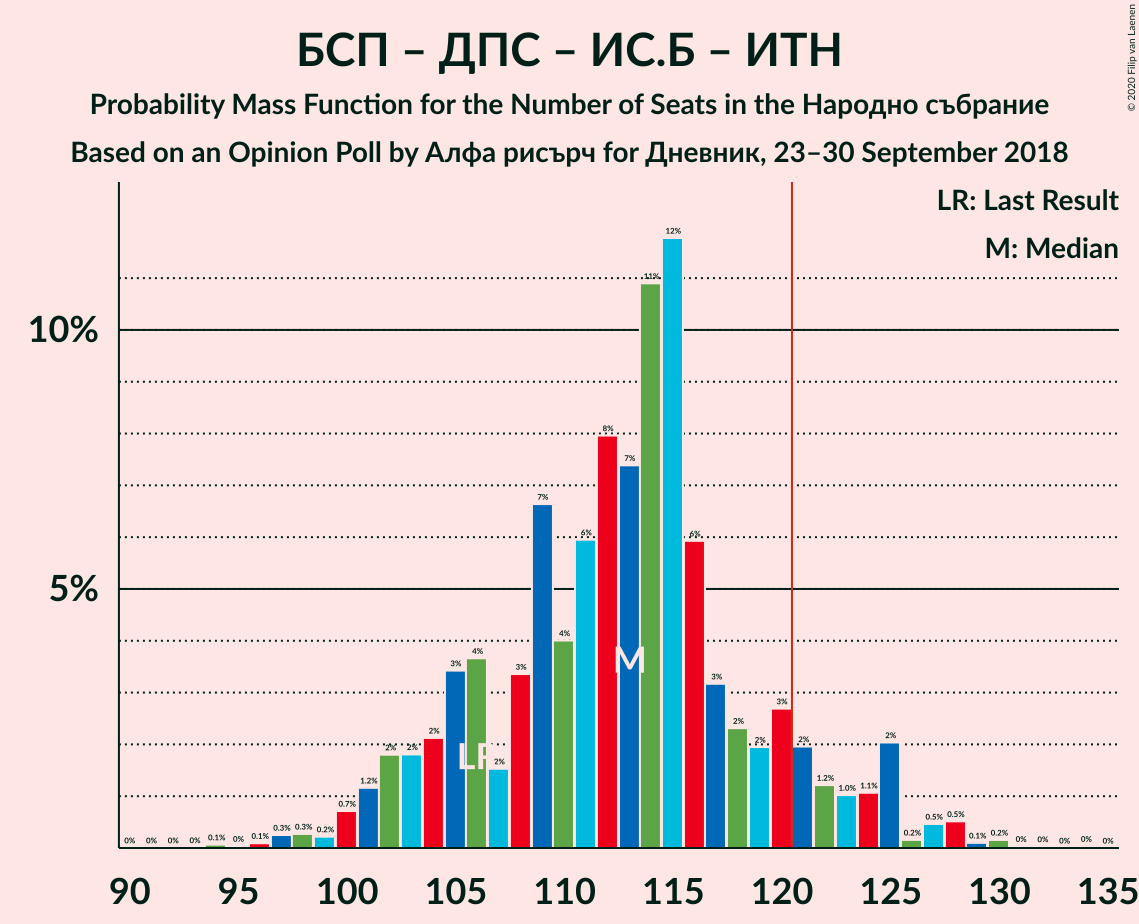 БСП – ДПС – ИС.Б – ИТН
Probability Mass Function for the Number of Seats in the Народно събрание
Based on an Opinion Poll by Алфа рисърч for Дневник, 23–30 September 2018
© 2020 Filip van Laenen
LR: Last Result
M: Median
10%
5%
0% 0% 0% 0% 0.1% 0% 0.1% 0.3% 0.3% 0.2% 0.7% 1.2% 2% 2% 2% 3% 4% 2% 3% 7% 4% 6% 8% 7% 11% 12% 6% 3% 2% 2% 3% 2% 1.2% 1.0% 1.1% 2% 0.2% 0.5% 0.5% 0.1% 0.2% 0% 0% 0% 0% 0%
LR
M
90 95 100 105 110 115 120 125 130 135